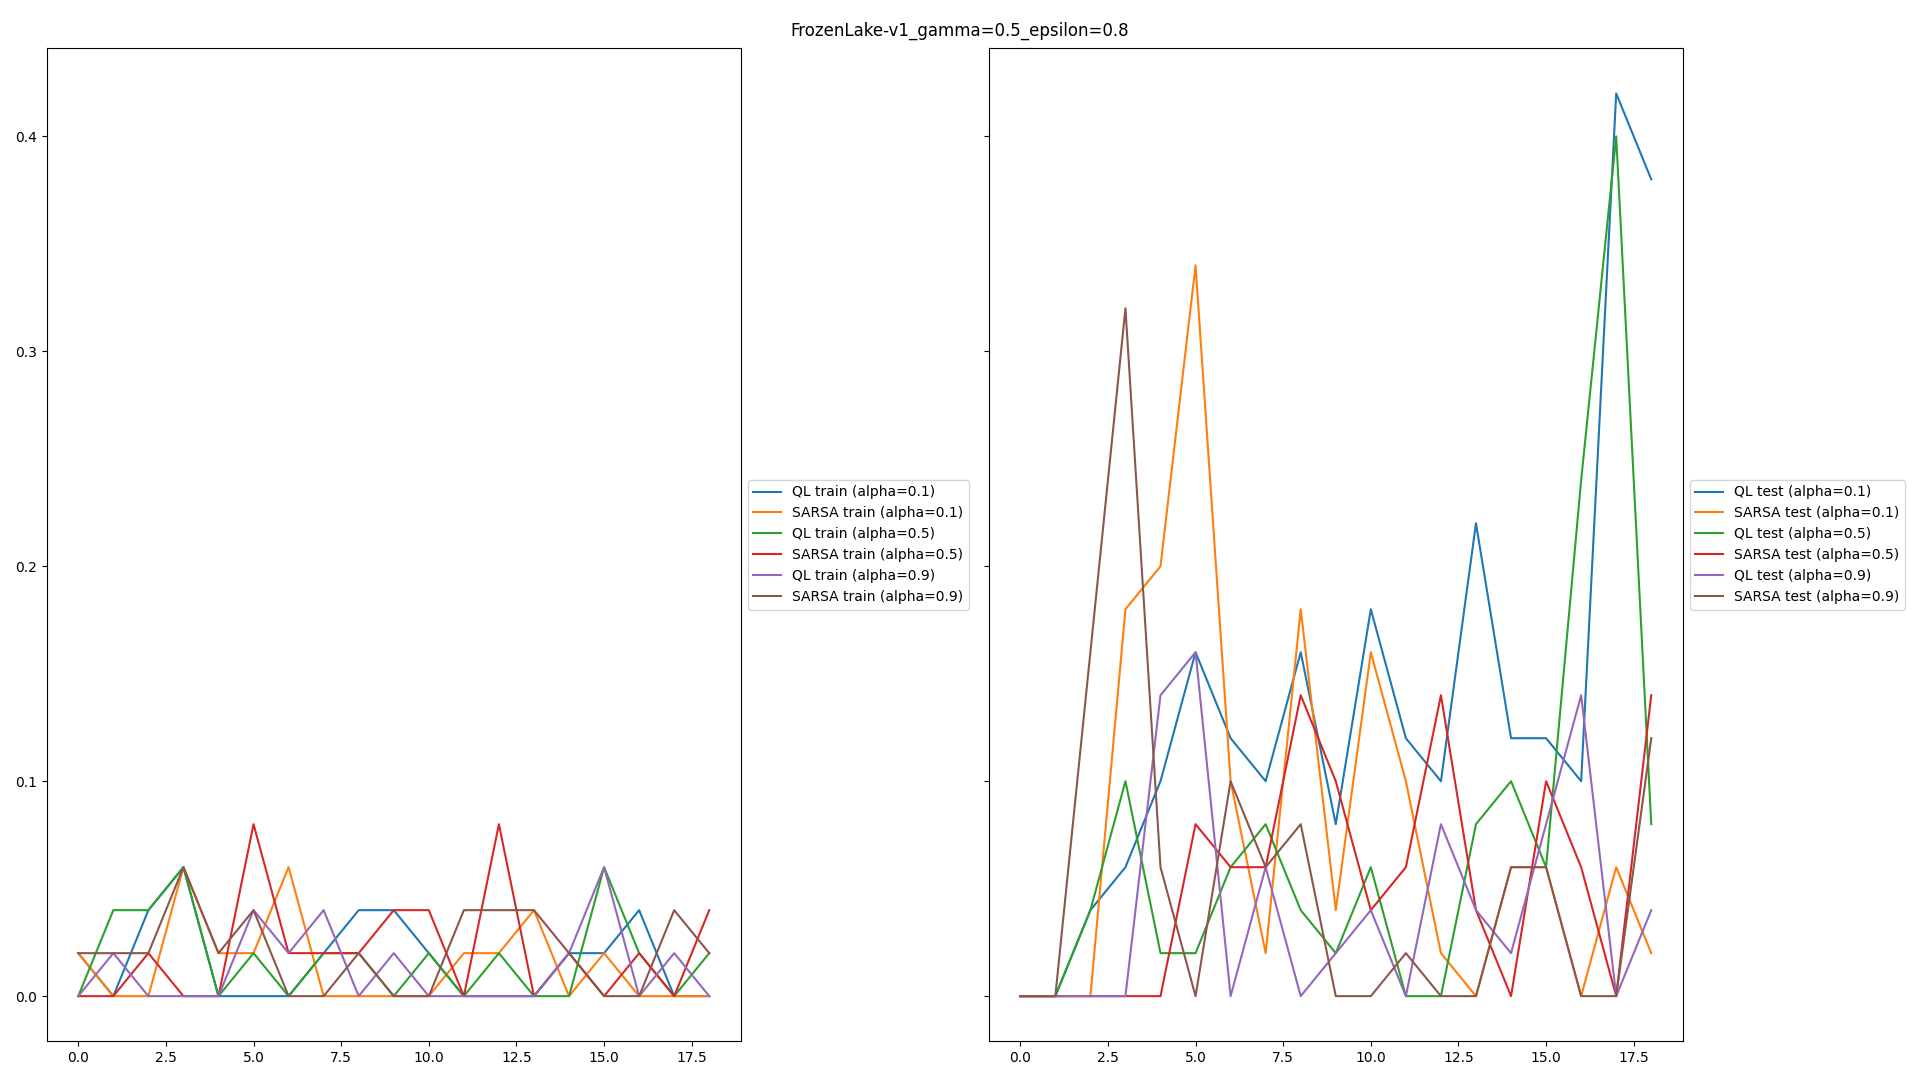 FrozenLake-v1_gamma=0.5_epsilon=0.8
0.4
0.3
0.2
0.1
0.0
0.0 2.5 5.0 7.5 10.0 12.5 15.0 17.5
QL train (alpha=0.1)
SARSA train (alpha=0.1)
QL train (alpha=0.5)
SARSA train (alpha=0.5)
QL train (alpha=0.9)
SARSA train (alpha=0.9)
0.0 2.5 5.0 7.5 10.0 12.5 15.0 17.5
QL test (alpha=0.1)
SARSA test (alpha=0.1)
QL test (alpha=0.5)
SARSA test (alpha=0.5)
QL test (alpha=0.9)
SARSA test (alpha=0.9)